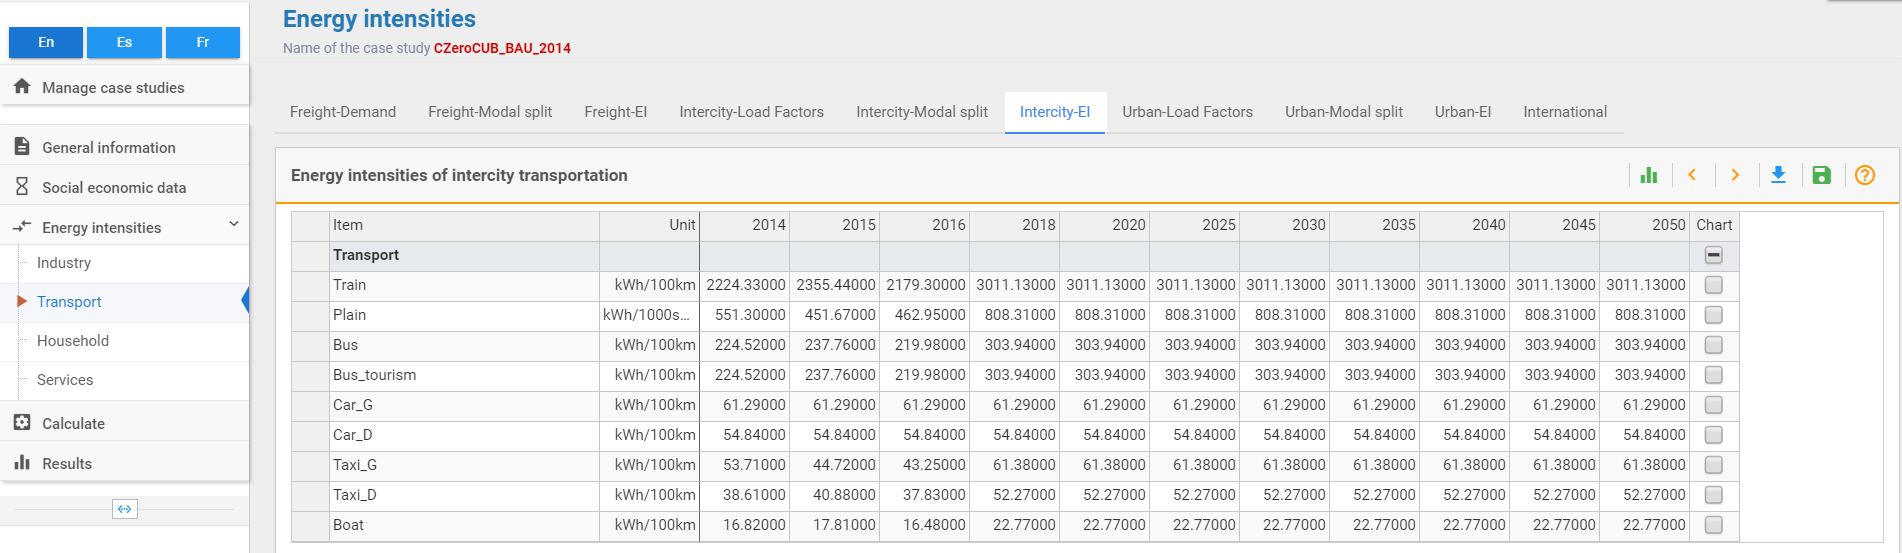 Energy intensities
Name of the case study CZeroCUB_BAU_2014
En Es Fr
Manage case studies
General information
Social economic data
Energy intensities
Industry
Transport
Household
Services
Calculate
Results
Freight-Demand Freight-Modal split Freight-EI Intercity-Load Factors Intercity-Modal split Intercity-EI Urban-Load Factors Urban-Modal split Urban-EI International
Energy intensities of intercity transportation
Item Unit 2014 2015 2016 2018 2020 2025 2030 2035 2040 2045 2050 Chart
Transport
Train kWh/100km 2224.33000 2355.44000 2179.30000 3011.13000 3011.13000 3011.13000 3011.13000 3011.13000 3011.13000 3011.13000 3011.13000
Plain kWh/1000s... 551.30000 451.67000 462.95000 808.31000 808.31000 808.31000 808.31000 808.31000 808.31000 808.31000 808.31000
Bus kWh/100km 224.52000 237.76000 219.98000 303.94000 303.94000 303.94000 303.94000 303.94000 303.94000 303.94000 303.94000
Bus_tourism kWh/100km 224.52000 237.76000 219.98000 303.94000 303.94000 303.94000 303.94000 303.94000 303.94000 303.94000 303.94000
Car_G kWh/100km 61.29000 61.29000 61.29000 61.29000 61.29000 61.29000 61.29000 61.29000 61.29000 61.29000 61.29000
Car_D kWh/100km 54.84000 54.84000 54.84000 54.84000 54.84000 54.84000 54.84000 54.84000 54.84000 54.84000 54.84000
Taxi_G kWh/100km 53.71000 44.72000 43.25000 61.38000 61.38000 61.38000 61.38000 61.38000 61.38000 61.38000 61.38000
Taxi_D kWh/100km 38.61000 40.88000 37.83000 52.27000 52.27000 52.27000 52.27000 52.27000 52.27000 52.27000 52.27000
Boat kWh/100km 16.82000 17.81000 16.48000 22.77000 22.77000 22.77000 22.77000 22.77000 22.77000 22.77000 22.77000